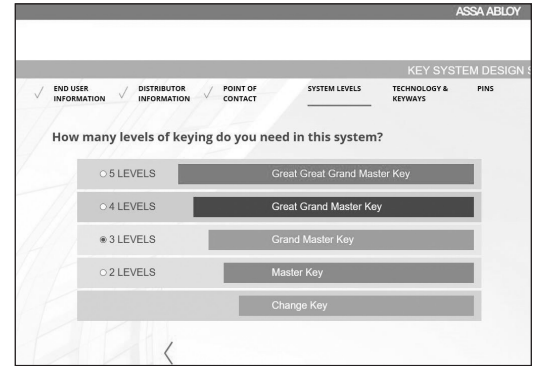 ASSA ABLOY
KEY SYSTEM DESIGN
END USER INFORMATION
DISTRIBUTOR INFORMATION
POINT OF CONTACT
SYSTEM LEVELS
TECHNOLOGY & KEYWAYS
PINS
How many levels of keying do you need in this system?
5 LEVELS Great Great Grand Master Key
4 LEVELS Great Grand Master Key
3 LEVELS Grand Master Key
2 LEVELS Master Key
Change Key